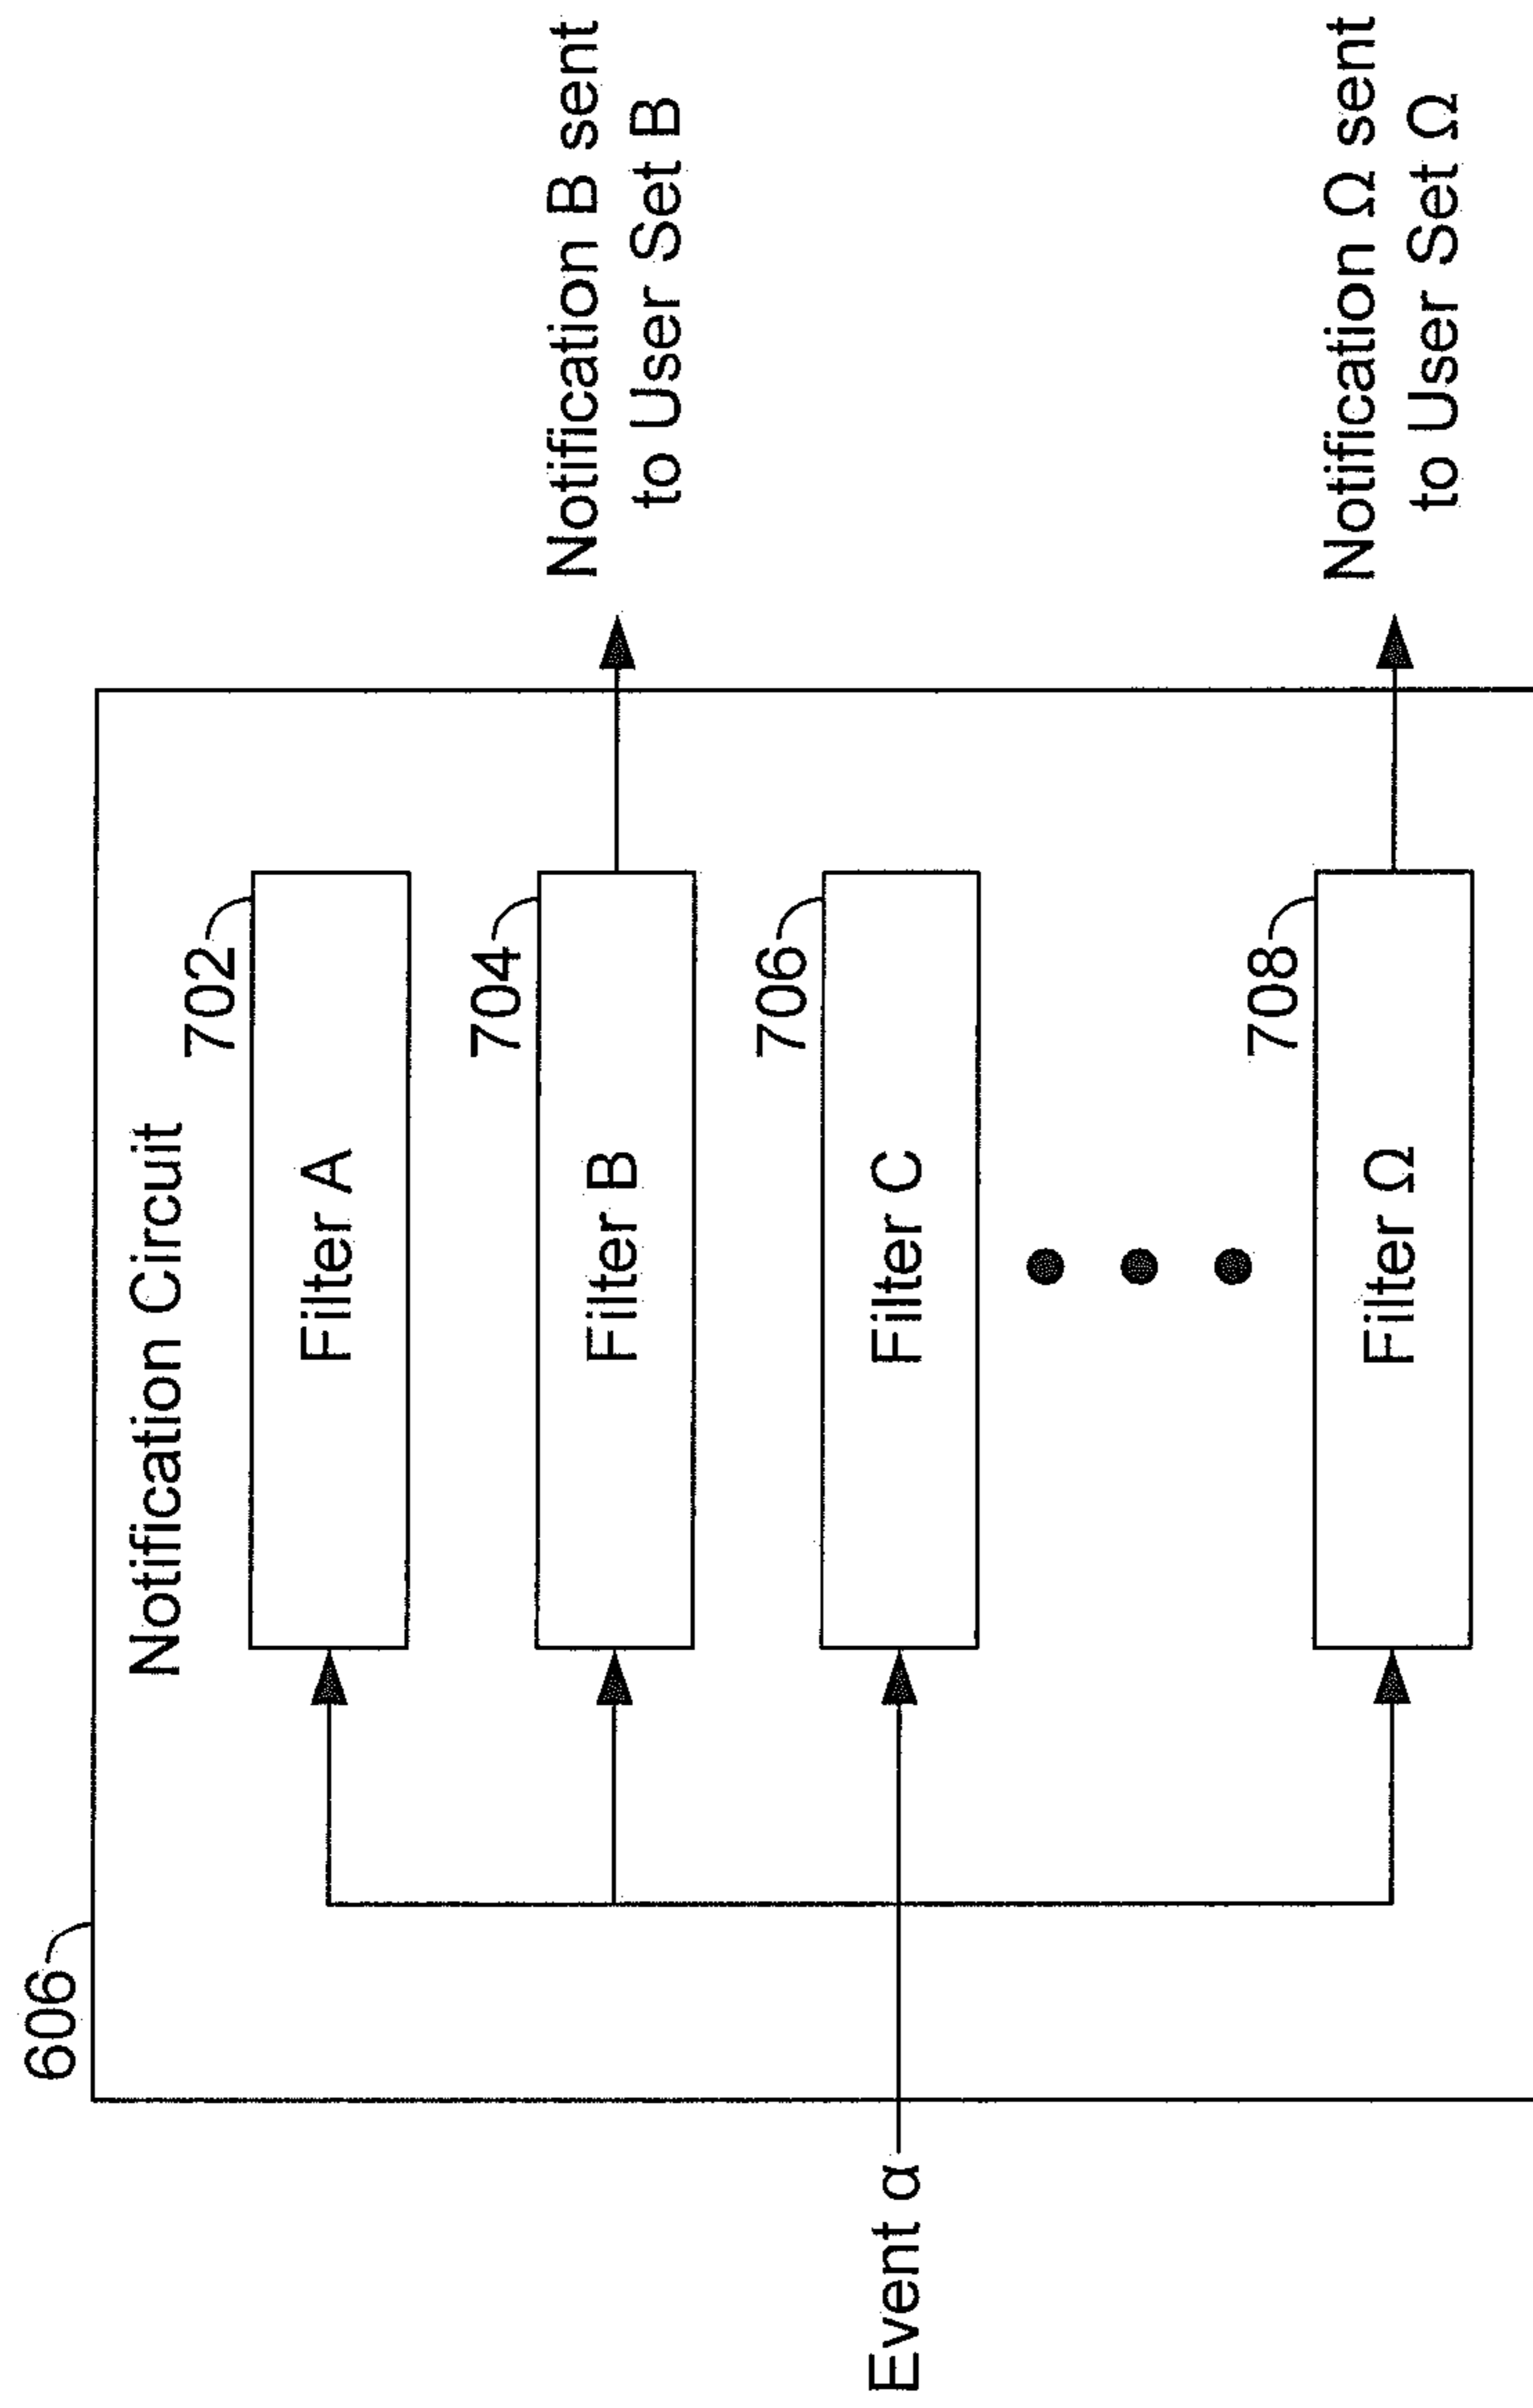 606
Notification Circuit
702
Filter A
704
Filter B
Notification B sent
to User Set B
Event α
706
Filter C
708
Filter Ω
Notification Ω sent
to User Set Ω